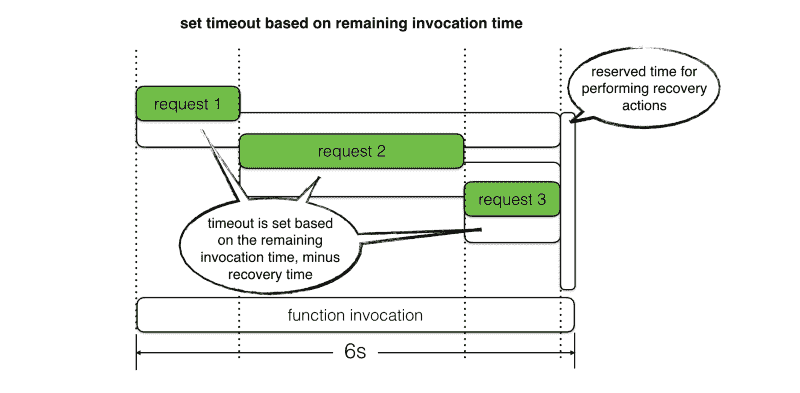 set timeout based on remaining invocation time
reserved time for
performing recovery
actions
request 1
request 2
request 3
timeout is set based
on the remaining
invocation time, minus
recovery time
function invocation
6s